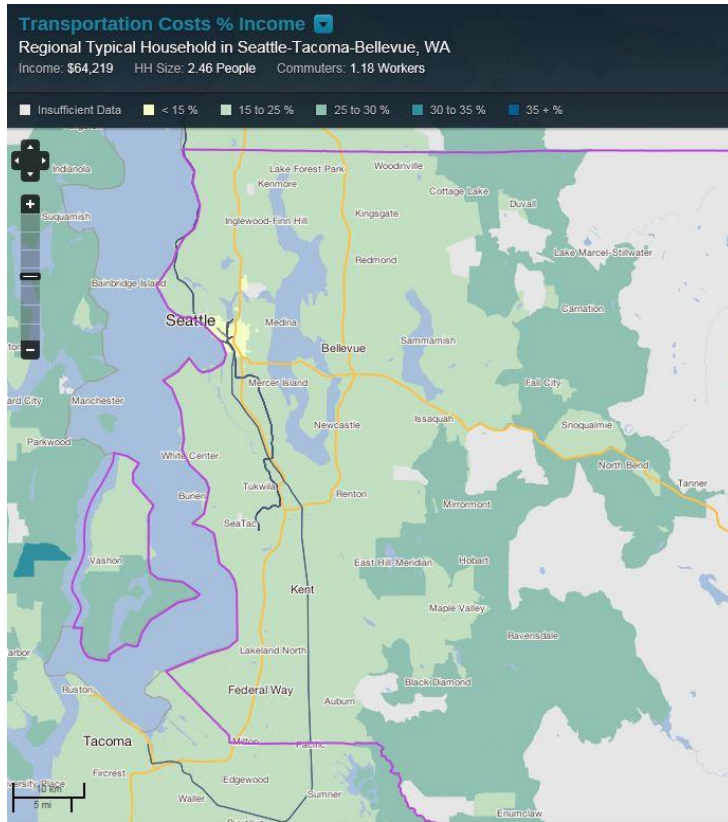 Transportation Costs % Income
Regional Typical Household in Seattle-Tacoma-Bellevue, WA
Income: $64,219 HH Size: 2.46 People Commuters: 1.18 Workers
Insufficient Data < 15 % 15 to 25 % 25 to 30 % 30 to 35 % 35 + %
Indianola
Lake Forest Park
Woodinville
Kenmore
Cottage Lake
Duvall
Suquamish
Inglewood-Finn Hill
Kingsgate
Lake Marcel-Stillwater
Redmond
Bainbridge Island
Carnation
Seattle
Medina
Bellevue
Sammamish
Mercer Island
Fall City
Manchester
Newcastle
Issaquah
Snoqualmie
Parkwood
White Center
North Bend
Tanner
Tukwila
Burien
Renton
Mirrormont
SeaTac
Vashon
East Hill-Meridian
Hobart
Kent
Maple Valley
Ravensdale
Lakeland North
Black Diamond
Ruston
Federal Way
Auburn
Tacoma
Milton
Pacific
Fircrest
Edgewood
10 km
5 mi
Waller
Sumner
Enumclaw